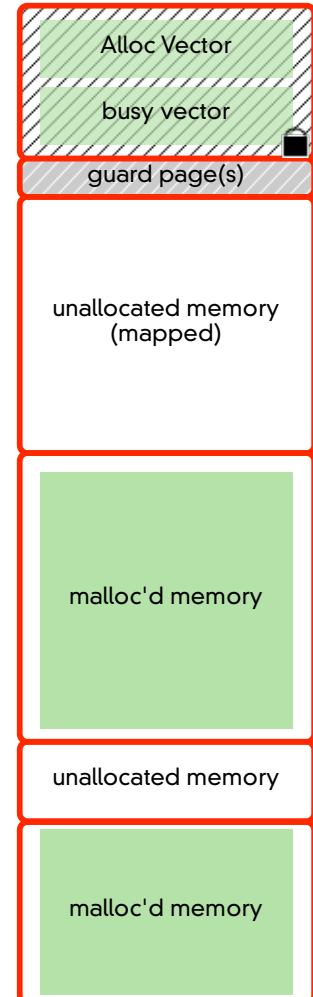 Alloc Vector
busy vector
guard page(s)
unallocated memory
(mapped)
malloc'd memory
unallocated memory
malloc'd memory